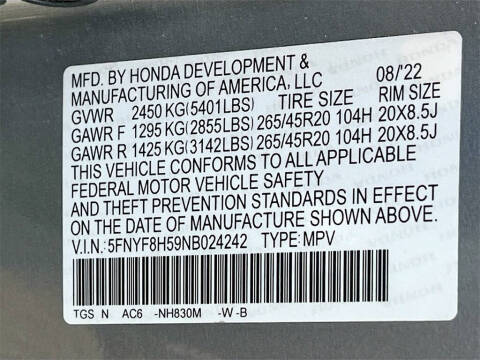 MFD. BY HONDA DEVELOPMENT &
MANUFACTURING OF AMERICA, LLC 08/'22
GVWR 2450 KG(5401LBS) TIRE SIZE RIM SIZE
GAWR F 1295 KG(2855LBS) 265/45R20 104H 20X8.5J
GAWR R 1425 KG(3142LBS) 265/45R20 104H 20X8.5J
THIS VEHICLE CONFORMS TO ALL APPLICABLE
FEDERAL MOTOR VEHICLE SAFETY
AND THEFT PREVENTION STANDARDS IN EFFECT
ON THE DATE OF MANUFACTURE SHOWN ABOVE.
V.I.N.: 5FNYF8H59NB024242 TYPE: MPV
TGS N AC6 -NH830M -W -B